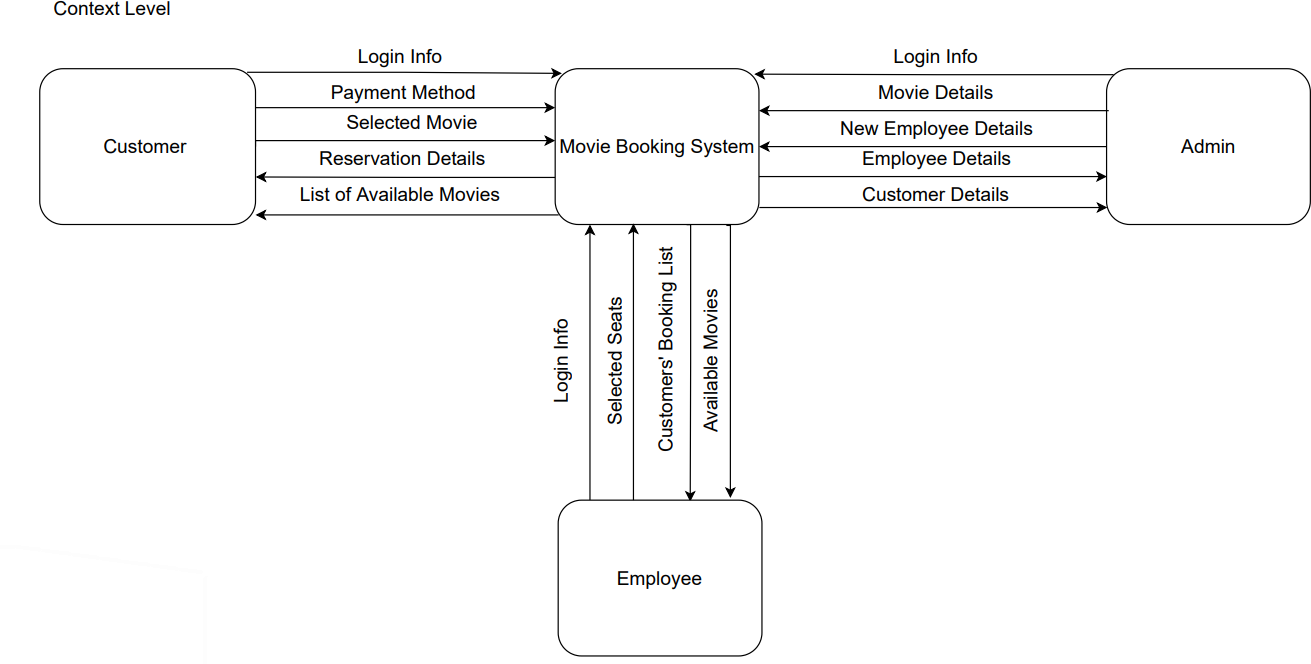 Context Level
Login Info
Payment Method
Selected Movie
Reservation Details
List of Available Movies
Customer
Movie Booking System
Login Info
Movie Details
New Employee Details
Employee Details
Customer Details
Admin
Login Info
Selected Seats
Customers' Booking List
Available Movies
Employee